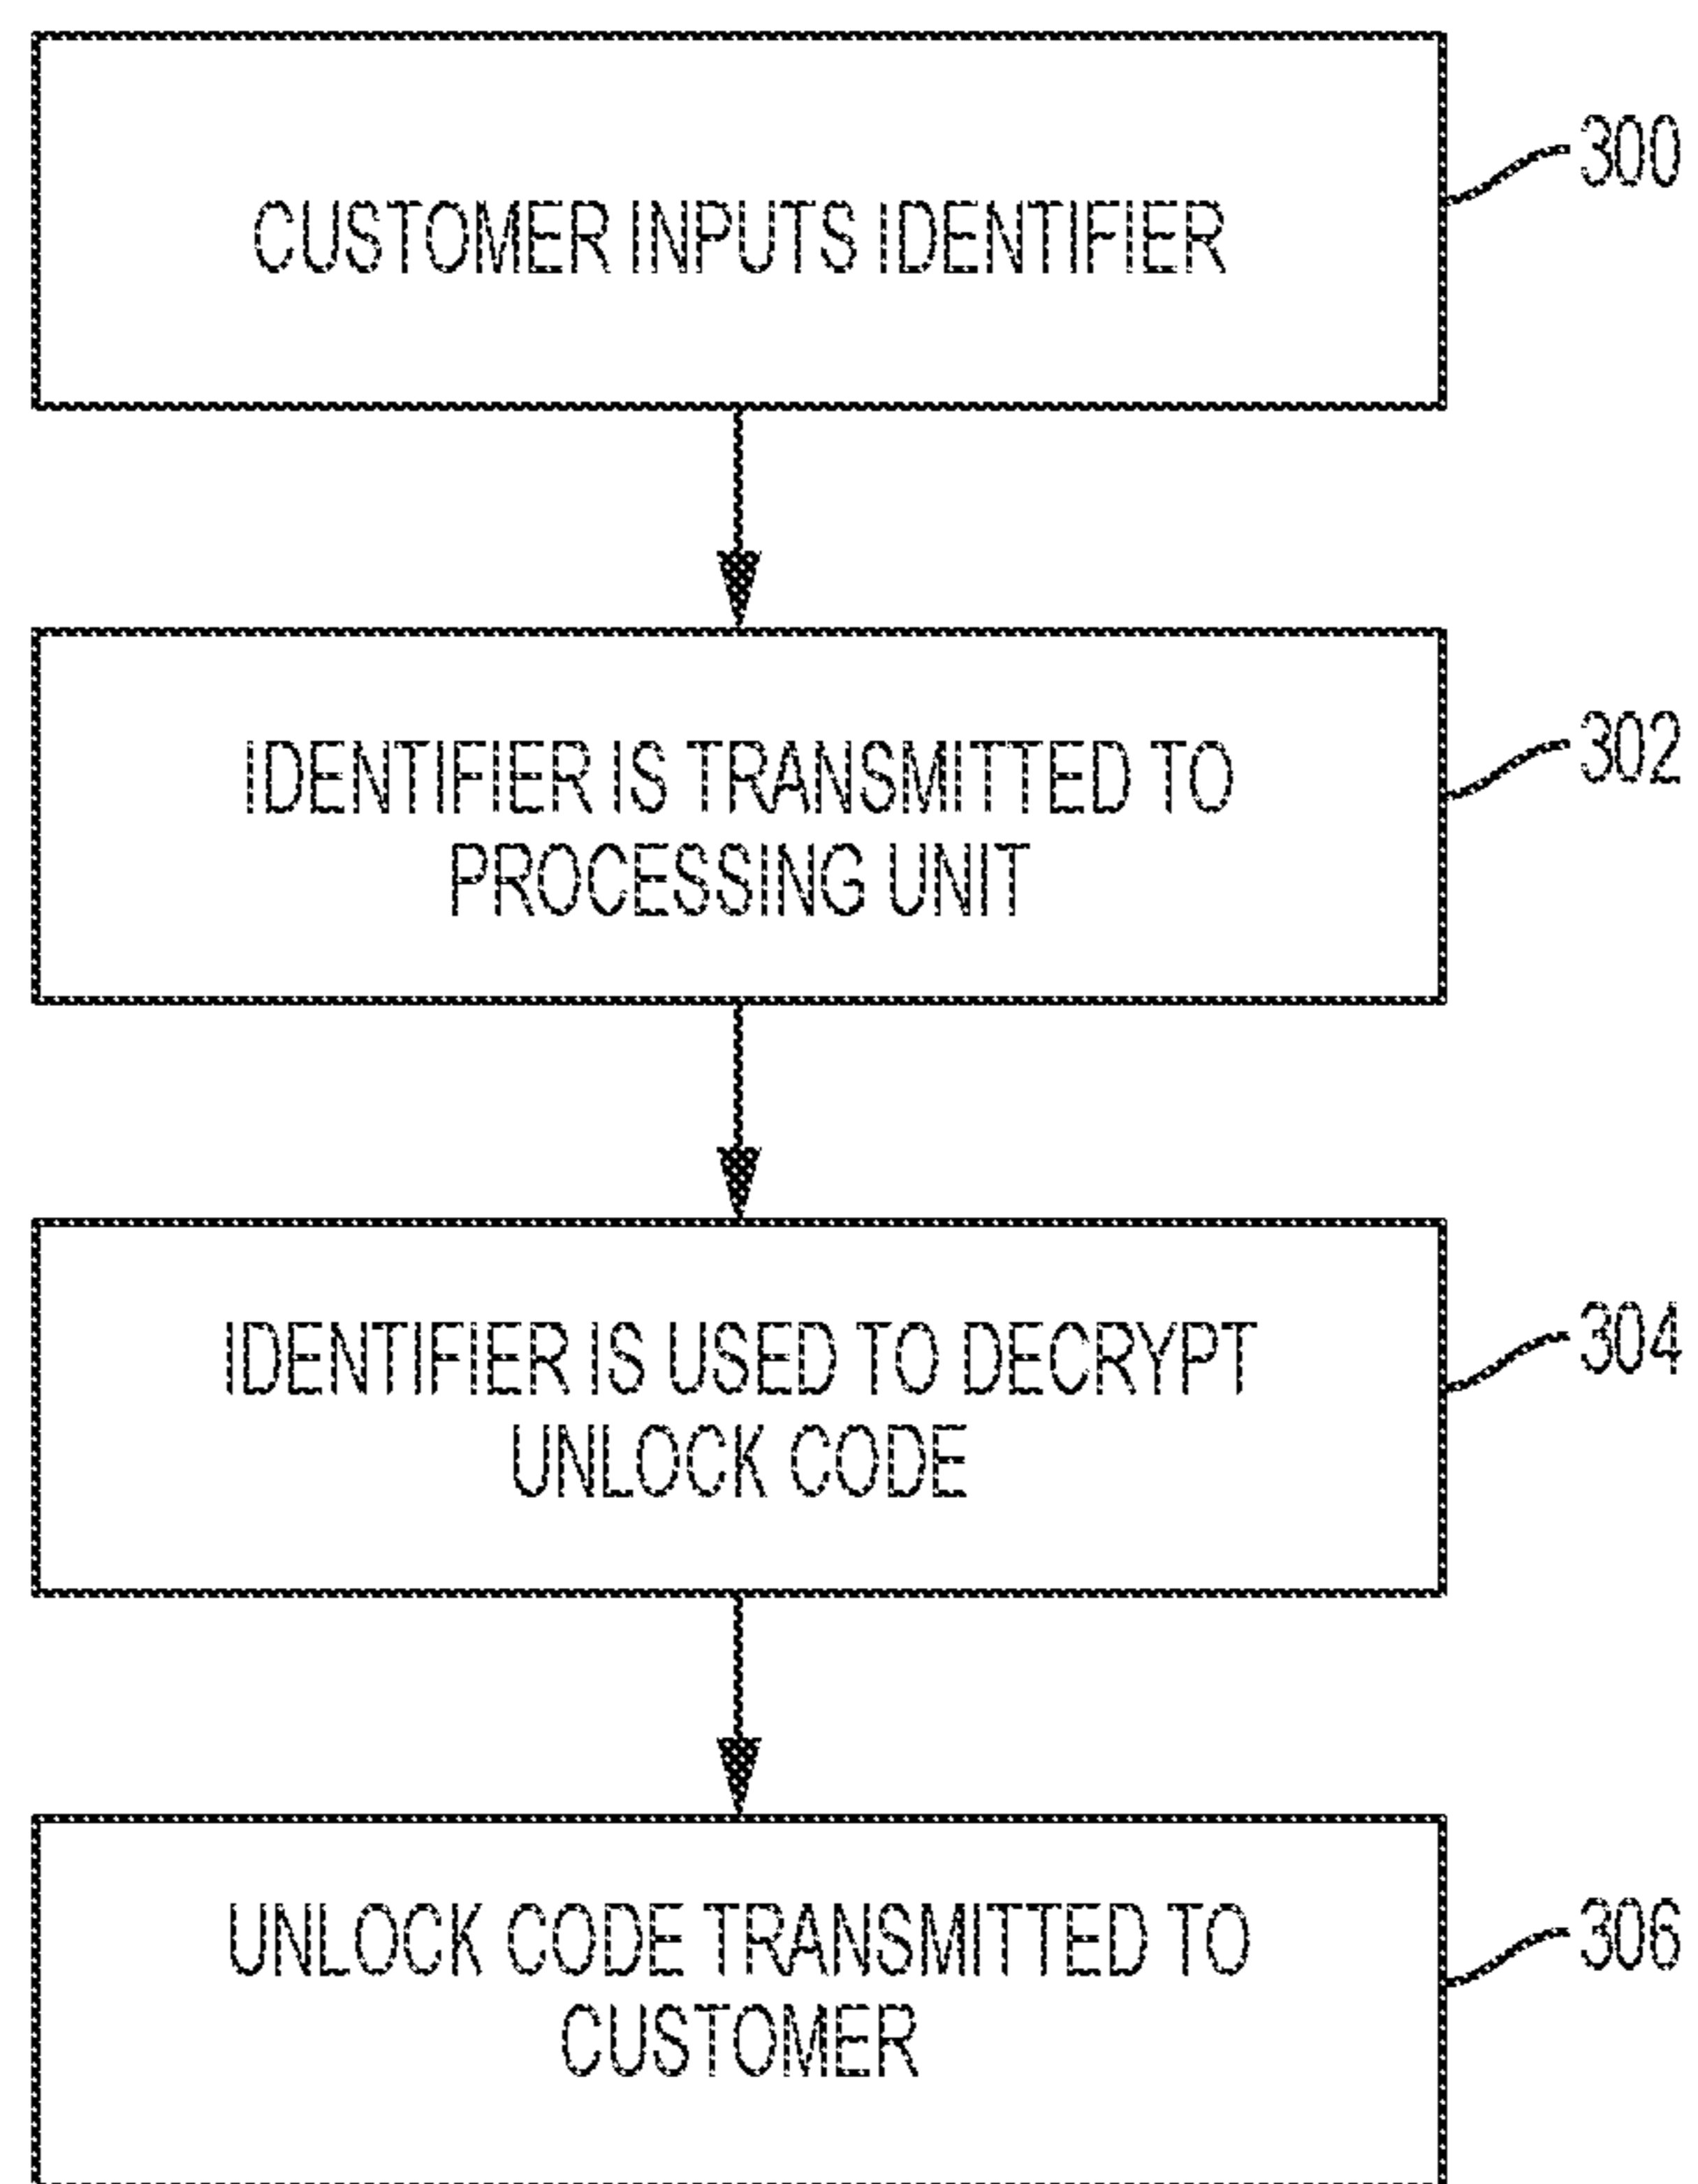 CUSTOMER INPUTS IDENTIFIER
300
IDENTIFIER IS TRANSMITTED TO
PROCESSING UNIT
302
IDENTIFIER IS USED TO DECRYPT
UNLOCK CODE
304
UNLOCK CODE TRANSMITTED TO
CUSTOMER
306